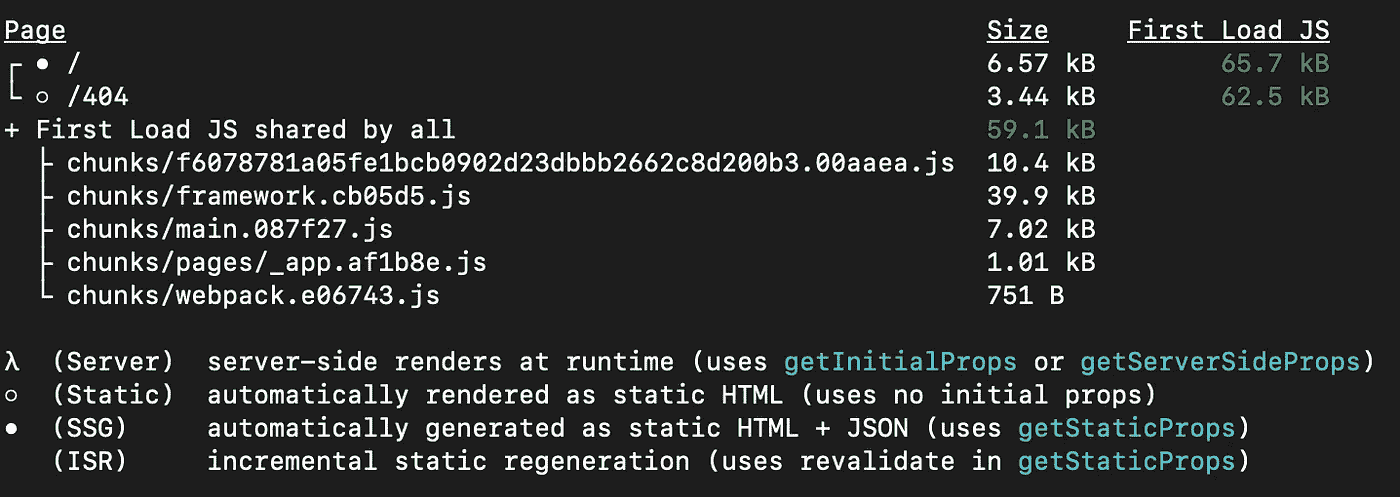 Page Size First Load JS
┌ ● / 6.57 kB 65.7 kB
└ ○ /404 3.44 kB 62.5 kB
+ First Load JS shared by all 59.1 kB
├ chunks/f6078781a05fe1bcb0902d23dbbb2662c8d200b3.00aaea.js 10.4 kB
├ chunks/framework.cb05d5.js 39.9 kB
├ chunks/main.087f27.js 7.02 kB
├ chunks/pages/_app.af1b8e.js 1.01 kB
└ chunks/webpack.e06743.js 751 B
λ (Server) server-side renders at runtime (uses getInitialProps or getServerSideProps)
○ (Static) automatically rendered as static HTML (uses no initial props)
● (SSG) automatically generated as static HTML + JSON (uses getStaticProps)
(ISR) incremental static regeneration (uses revalidate in getStaticProps)